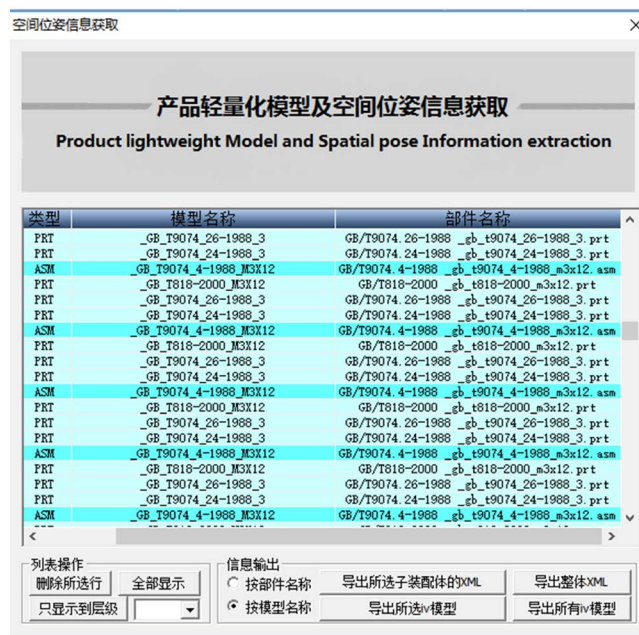 空间位姿信息获取
产品轻量化模型及空间位姿信息获取
Product lightweight Model and Spatial pose Information extraction
类型 模型名称 部件名称
PRT _GB_T9074_26-1988_3 GB/T9074.26-1988 _gb_t9074_26-1988_3.prt
PRT _GB_T9074_24-1988_3 GB/T9074.24-1988 _gb_t9074_24-1988_3.prt
ASM _GB_T9074_4-1988_M3X12 GB/T9074.4-1988 _gb_t9074_4-1988_m3x12.asm
PRT _GB_T818-2000_M3X12 GB/T818-2000 _gb_t818-2000_m3x12.prt
PRT _GB_T9074_26-1988_3 GB/T9074.26-1988 _gb_t9074_26-1988_3.prt
PRT _GB_T9074_24-1988_3 GB/T9074.24-1988 _gb_t9074_24-1988_3.prt
ASM _GB_T9074_4-1988_M3X12 GB/T9074.4-1988 _gb_t9074_4-1988_m3x12.asm
PRT _GB_T818-2000_M3X12 GB/T818-2000 _gb_t818-2000_m3x12.prt
PRT _GB_T9074_26-1988_3 GB/T9074.26-1988 _gb_t9074_26-1988_3.prt
PRT _GB_T9074_24-1988_3 GB/T9074.24-1988 _gb_t9074_24-1988_3.prt
ASM _GB_T9074_4-1988_M3X12 GB/T9074.4-1988 _gb_t9074_4-1988_m3x12.asm
PRT _GB_T818-2000_M3X12 GB/T818-2000 _gb_t818-2000_m3x12.prt
PRT _GB_T9074_26-1988_3 GB/T9074.26-1988 _gb_t9074_26-1988_3.prt
PRT _GB_T9074_24-1988_3 GB/T9074.24-1988 _gb_t9074_24-1988_3.prt
ASM _GB_T9074_4-1988_M3X12 GB/T9074.4-1988 _gb_t9074_4-1988_m3x12.asm
PRT _GB_T818-2000_M3X12 GB/T818-2000 _gb_t818-2000_m3x12.prt
PRT _GB_T9074_26-1988_3 GB/T9074.26-1988 _gb_t9074_26-1988_3.prt
PRT _GB_T9074_24-1988_3 GB/T9074.24-1988 _gb_t9074_24-1988_3.prt
ASM _GB_T9074_4-1988_M3X12 GB/T9074.4-1988 _gb_t9074_4-1988_m3x12.asm
列表操作 信息输出
删除所选行 全部显示 按部件名称 导出所选子装配体的XML 导出整体XML
只显示到层级 按模型名称 导出所选iv模型 导出所有iv模型